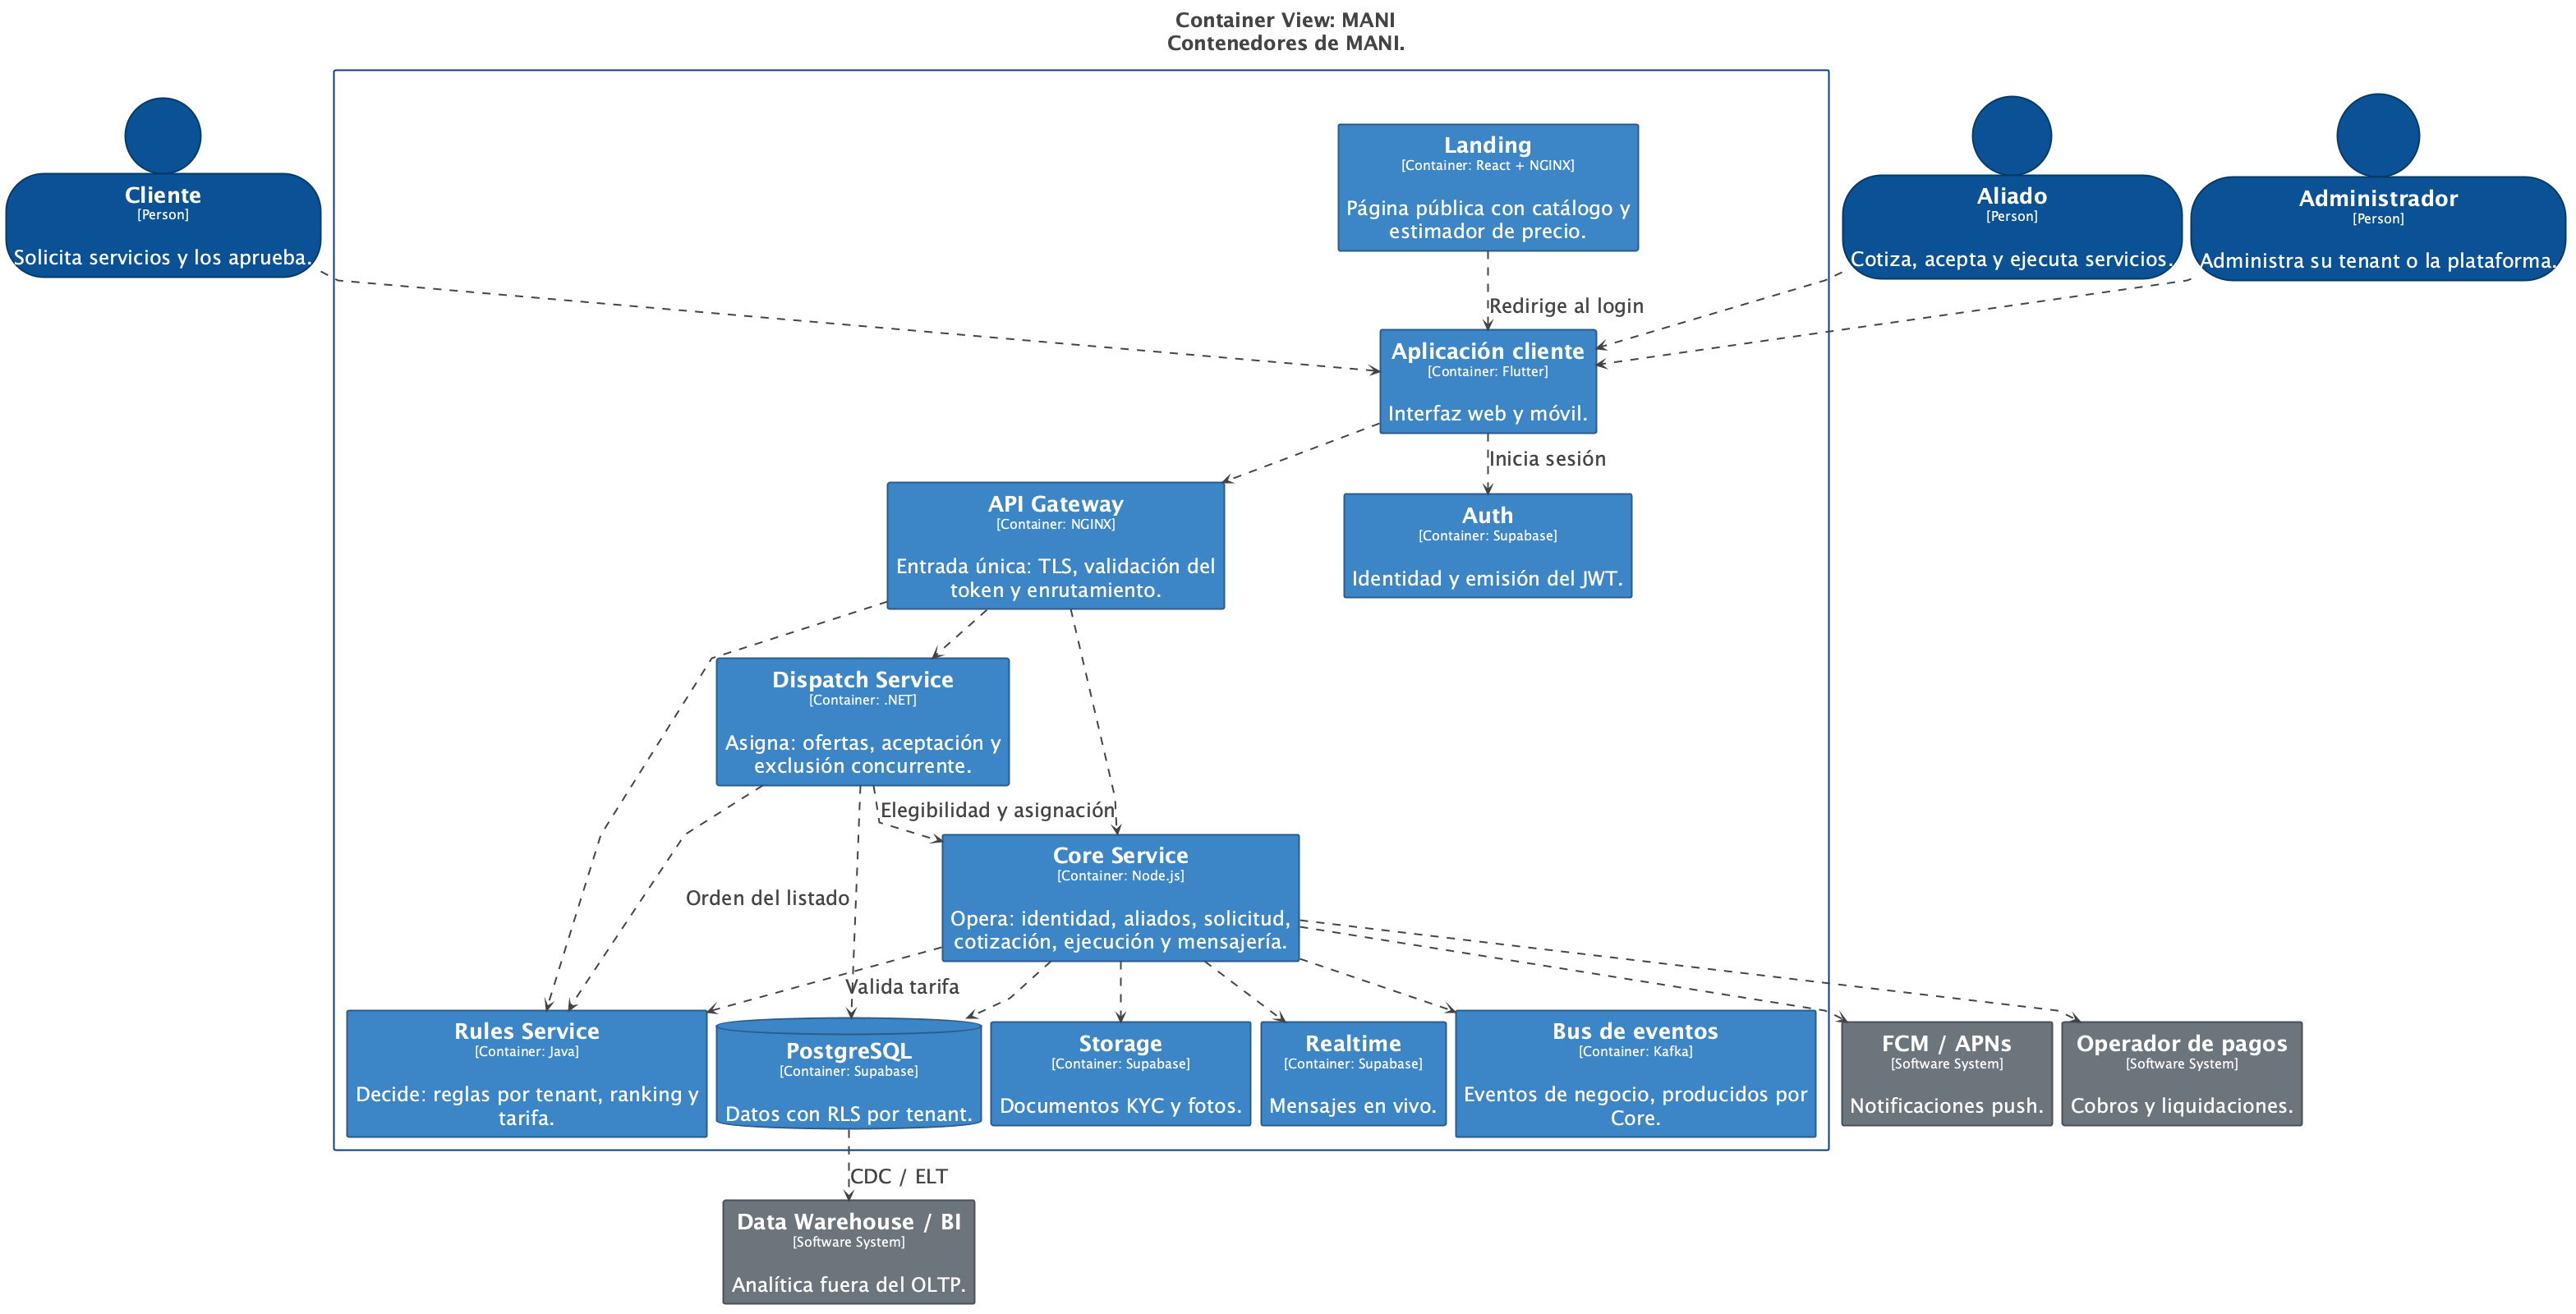 Container View: MANI
Contenedores de MANI.
Cliente
[Person]
Solicita servicios y los aprueba.
Landing
[Container: React + NGINX]
Página pública con catálogo y
estimador de precio.
Aliado
[Person]
Cotiza, acepta y ejecuta servicios.
Administrador
[Person]
Administra su tenant o la plataforma.
Redirige al login
Aplicación cliente
[Container: Flutter]
Interfaz web y móvil.
Inicia sesión
API Gateway
[Container: NGINX]
Entrada única: TLS, validación del
token y enrutamiento.
Auth
[Container: Supabase]
Identidad y emisión del JWT.
Dispatch Service
[Container: .NET]
Asigna: ofertas, aceptación y
exclusión concurrente.
Elegibilidad y asignación
Core Service
[Container: Node.js]
Opera: identidad, aliados, solicitud,
cotización, ejecución y mensajería.
Orden del listado
Valida tarifa
Rules Service
[Container: Java]
Decide: reglas por tenant, ranking y
tarifa.
PostgreSQL
[Container: Supabase]
Datos con RLS por tenant.
Storage
[Container: Supabase]
Documentos KYC y fotos.
Realtime
[Container: Supabase]
Mensajes en vivo.
Bus de eventos
[Container: Kafka]
Eventos de negocio, producidos por
Core.
FCM / APNs
[Software System]
Notificaciones push.
Operador de pagos
[Software System]
Cobros y liquidaciones.
CDC / ELT
Data Warehouse / BI
[Software System]
Analítica fuera del OLTP.